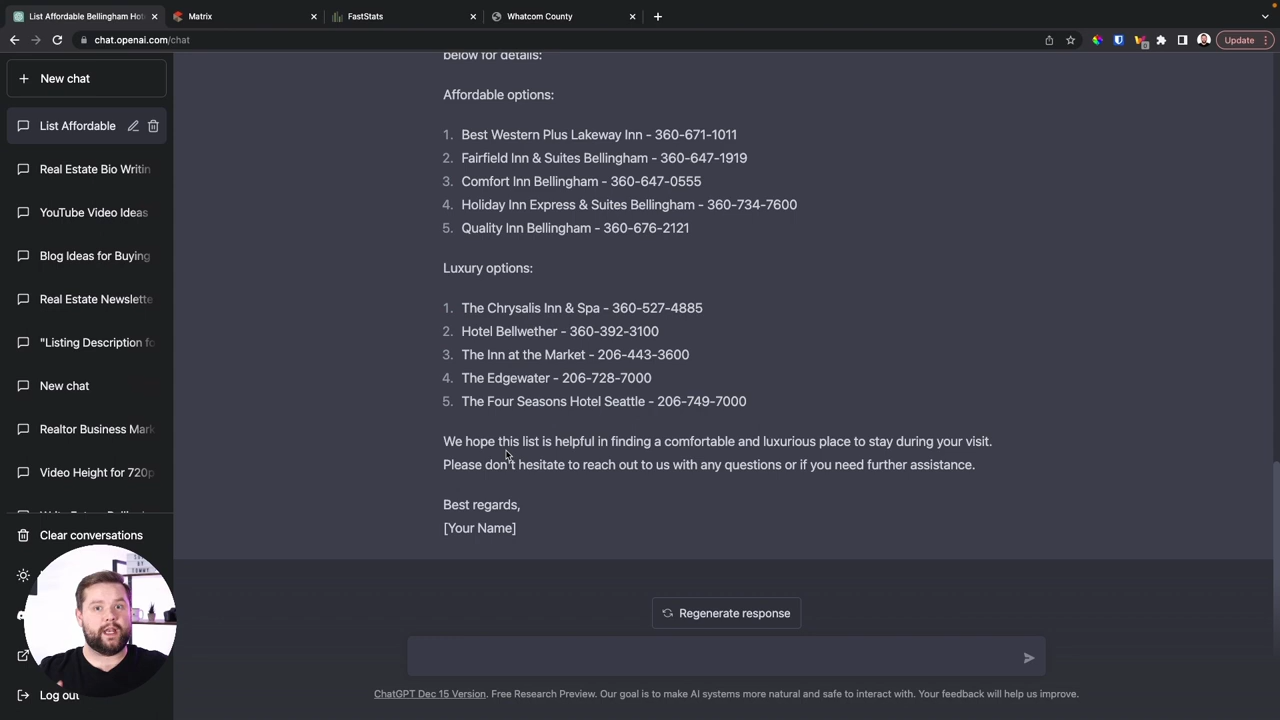 List Affordable Bellingham Hot
Matrix
FastStats
Whatcom County
chat.openai.com/chat
Update
New chat
List Affordable
Real Estate Bio Writin
YouTube Video Ideas
Blog Ideas for Buying
Real Estate Newslette
"Listing Description fo
New chat
Realtor Business Mark
Video Height for 720p
Clear conversations
Log out
below for details:
Affordable options:
1. Best Western Plus Lakeway Inn - 360-671-1011
2. Fairfield Inn & Suites Bellingham - 360-647-1919
3. Comfort Inn Bellingham - 360-647-0555
4. Holiday Inn Express & Suites Bellingham - 360-734-7600
5. Quality Inn Bellingham - 360-676-2121
Luxury options:
1. The Chrysalis Inn & Spa - 360-527-4885
2. Hotel Bellwether - 360-392-3100
3. The Inn at the Market - 206-443-3600
4. The Edgewater - 206-728-7000
5. The Four Seasons Hotel Seattle - 206-749-7000
We hope this list is helpful in finding a comfortable and luxurious place to stay during your visit.
Please don't hesitate to reach out to us with any questions or if you need further assistance.
Best regards,
[Your Name]
Regenerate response
ChatGPT Dec 15 Version. Free Research Preview. Our goal is to make AI systems more natural and safe to interact with. Your feedback will help us improve.